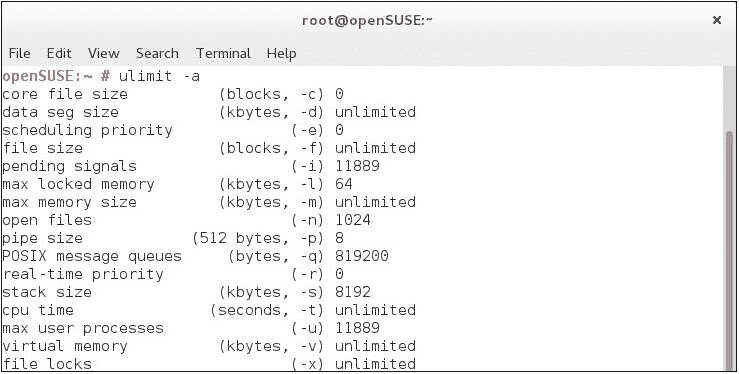 root@openSUSE:~ ×
File Edit View Search Terminal Help
openSUSE:~ # ulimit -a
core file size          (blocks, -c) 0
data seg size           (kbytes, -d) unlimited
scheduling priority             (-e) 0
file size               (blocks, -f) unlimited
pending signals                 (-i) 11889
max locked memory       (kbytes, -l) 64
max memory size         (kbytes, -m) unlimited
open files                      (-n) 1024
pipe size            (512 bytes, -p) 8
POSIX message queues     (bytes, -q) 819200
real-time priority              (-r) 0
stack size              (kbytes, -s) 8192
cpu time               (seconds, -t) unlimited
max user processes              (-u) 11889
virtual memory          (kbytes, -v) unlimited
file locks                      (-x) unlimited